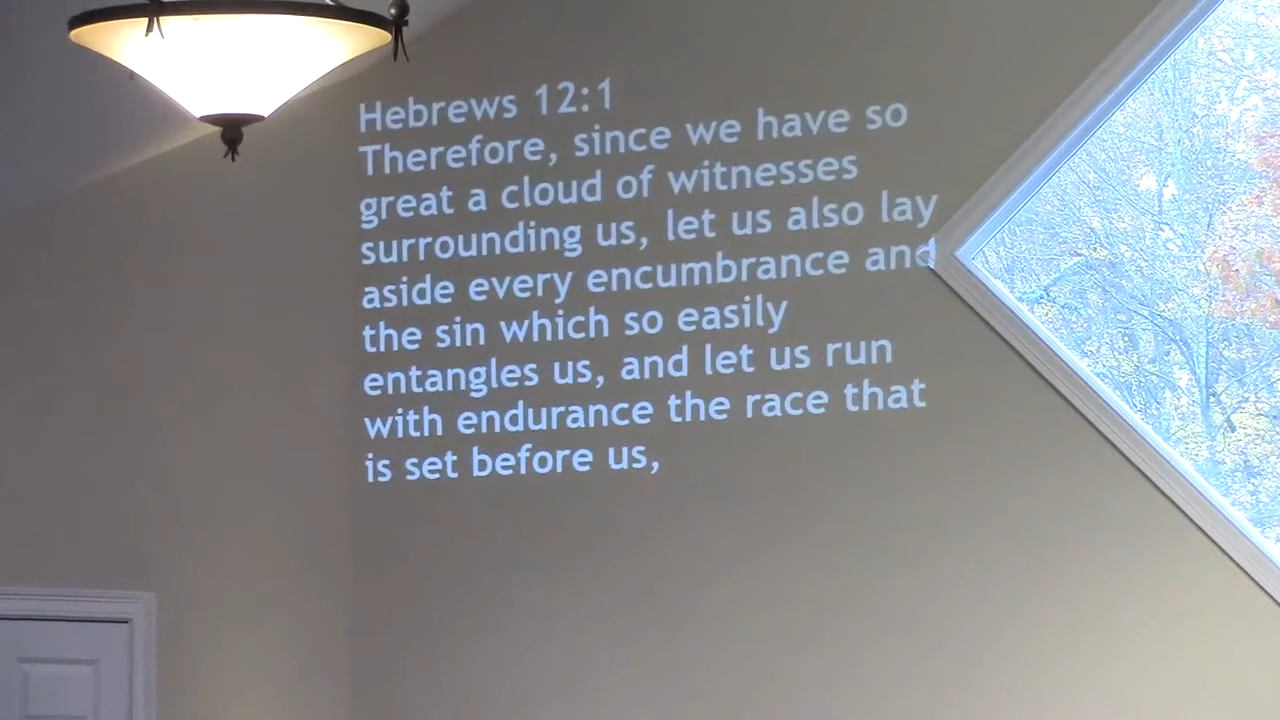 Hebrews 12:1
Therefore, since we have so
great a cloud of witnesses
surrounding us, let us also lay
aside every encumbrance and
the sin which so easily
entangles us, and let us run
with endurance the race that
is set before us,